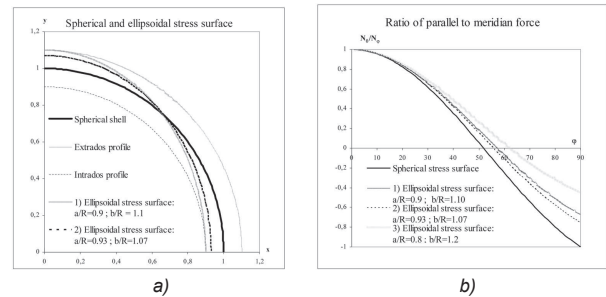 Spherical and ellipsoidal stress surface
y
1,2
1
0,8
0,6
0,4
0,2
0
Spherical shell
Extrados profile
Intrados profile
1) Ellipsoidal stress surface:
a/R=0.9 ; b/R = 1.1
2) Ellipsoidal stress surface:
a/R=0.93 ; b/R=1.07
x
0 0,2 0,4 0,6 0,8 1 1,2
a)
Ratio of parallel to meridian force
1
0,8
0,6
0,4
0,2
0
-0,2
-0,4
-0,6
-0,8
-1
φ
0 10 20 30 40 50 60 70 80 90
Spherical stress surface
1) Ellipsoidal stress surface:
a/R=0.9 ; b/R=1.10
2) Ellipsoidal stress surface:
a/R=0.93 ; b/R=1.07
3) Ellipsoidal stress surface:
a/R=0.8 ; b/R=1.2
b)